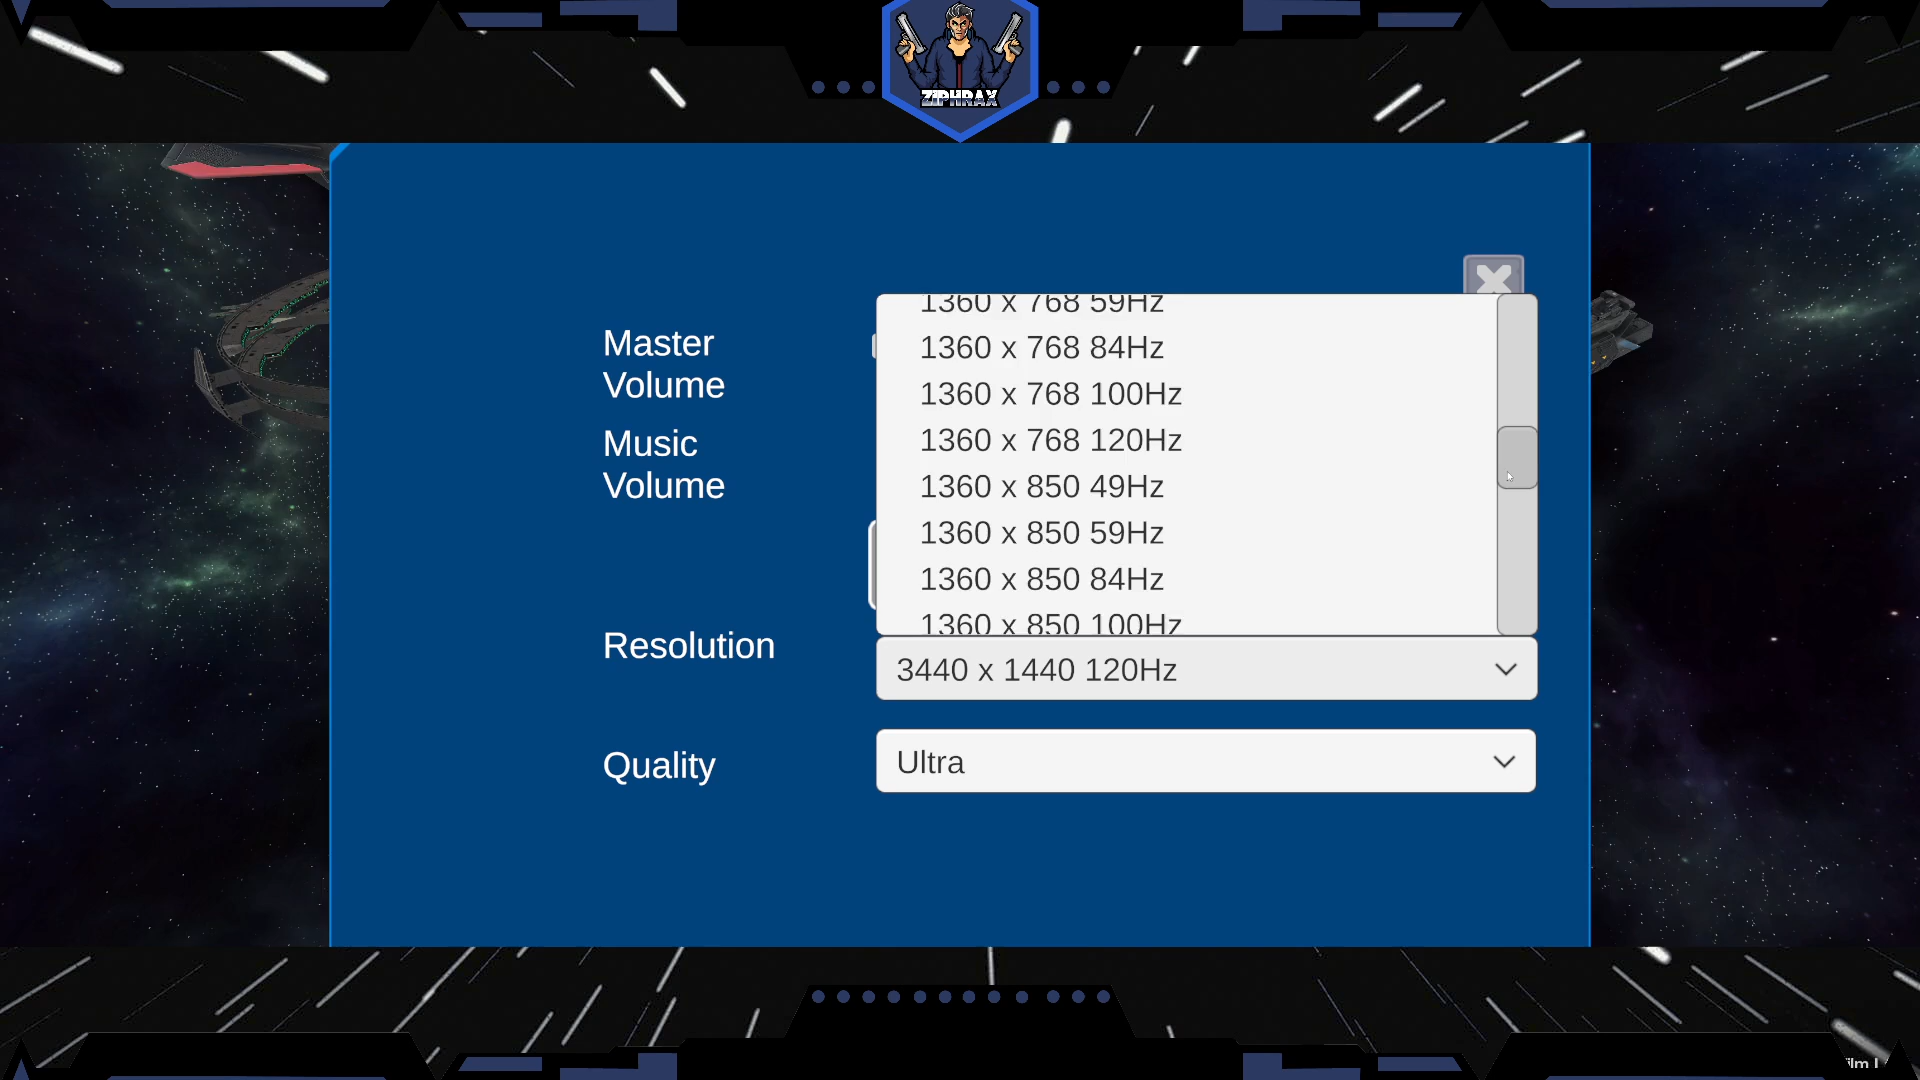 ZIPHRAX
Master
Volume
Music
Volume
1360 x 768 59Hz
1360 x 768 84Hz
1360 x 768 100Hz
1360 x 768 120Hz
1360 x 850 49Hz
1360 x 850 59Hz
1360 x 850 84Hz
1360 x 850 100Hz
Resolution
3440 x 1440 120Hz
Quality
Ultra